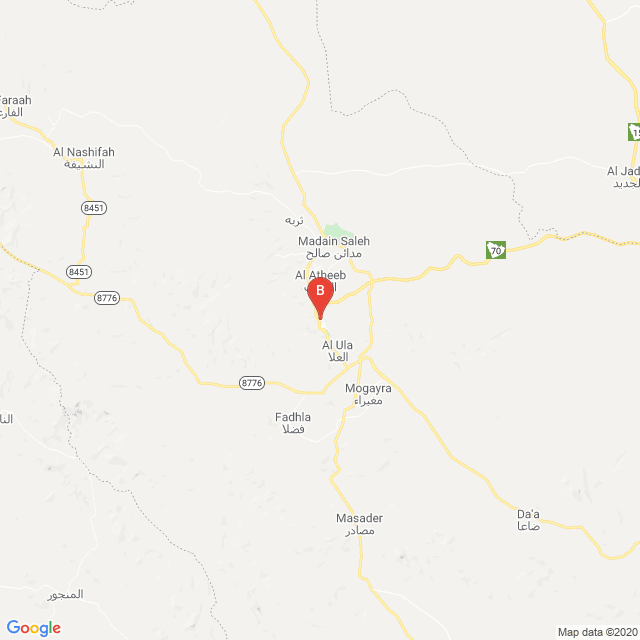 Faraah
الفارع
Al Nashifah
النشيفة
15
Al Jad
الجديد
8451
ثربه
Madain Saleh
مدائن صالح
70
8451
Al Atheeb
B
8776
Al Ula
العلا
8776
Mogayra
مغيراء
Fadhla
فضلا
النا
Masader
مصادر
Da'a
ضاعا
المنجور
Google
Map data ©2020